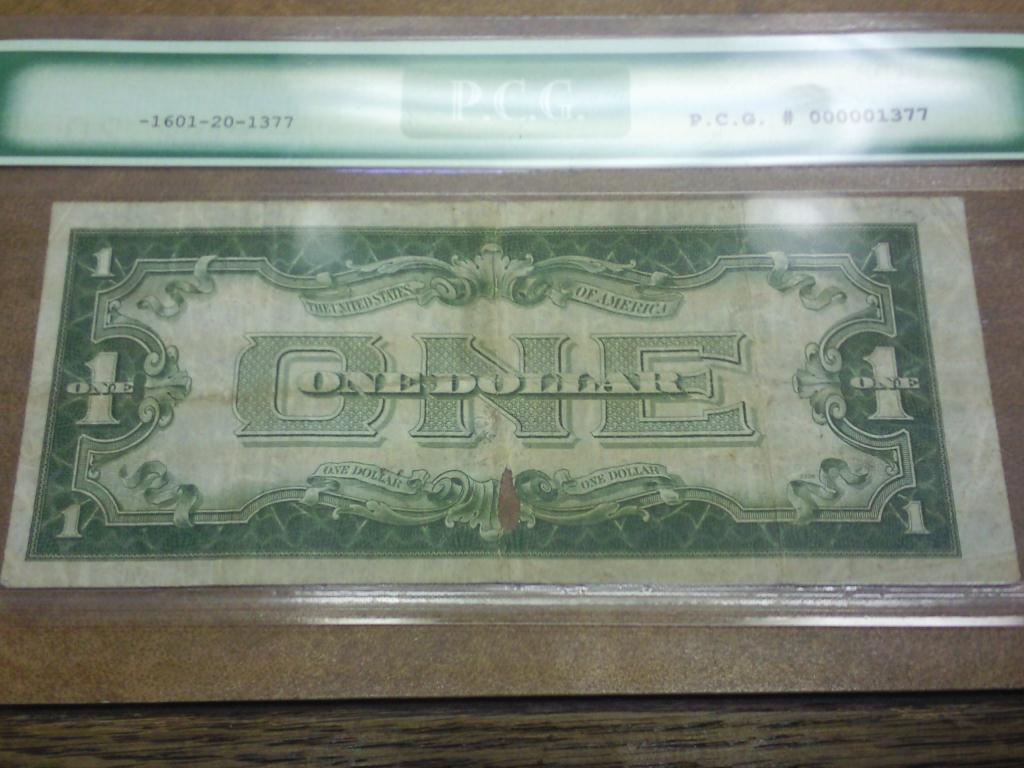 P.C.G.
-1601-20-1377
P.C.G. # 000001377
1 1
THE UNITED STATES OF AMERICA
ONE
ONE DOLLAR
1 ONE 1 ONE
ONE DOLLAR ONE DOLLAR
1 1